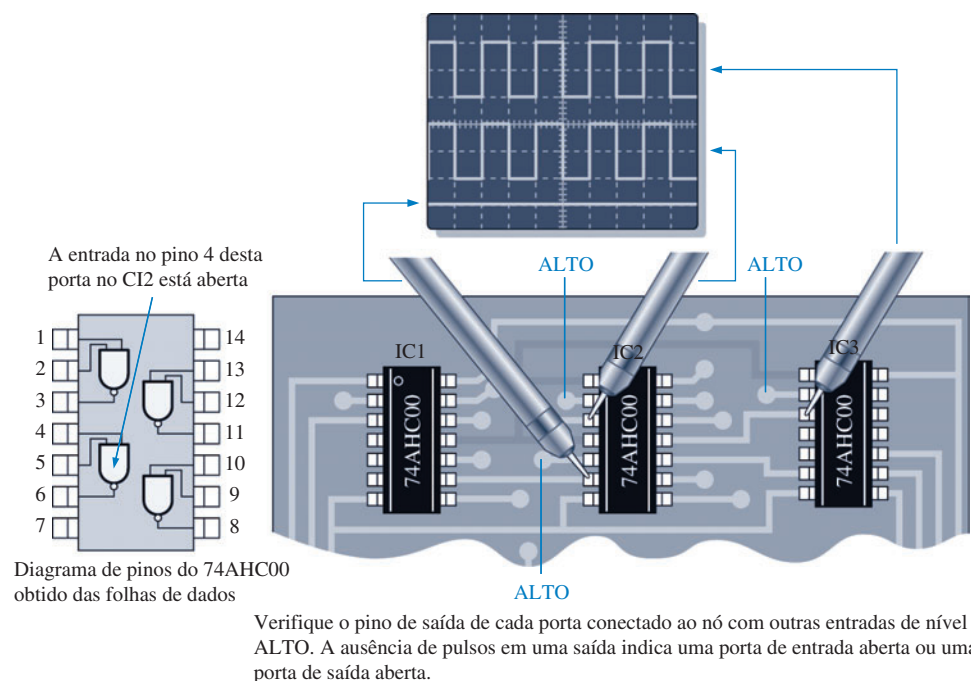 A entrada no pino 4 desta
porta no CI2 está aberta
ALTO
ALTO
IC1
IC2
IC3
74AHC00
74AHC00
74AHC00
1
14
2
13
3
12
4
11
5
10
6
9
7
8
Diagrama de pinos do 74AHC00
obtido das folhas de dados
ALTO
Verifique o pino de saída de cada porta conectado ao nó com outras entradas de nível
ALTO. A ausência de pulsos em uma saída indica uma porta de entrada aberta ou uma
porta de saída aberta.